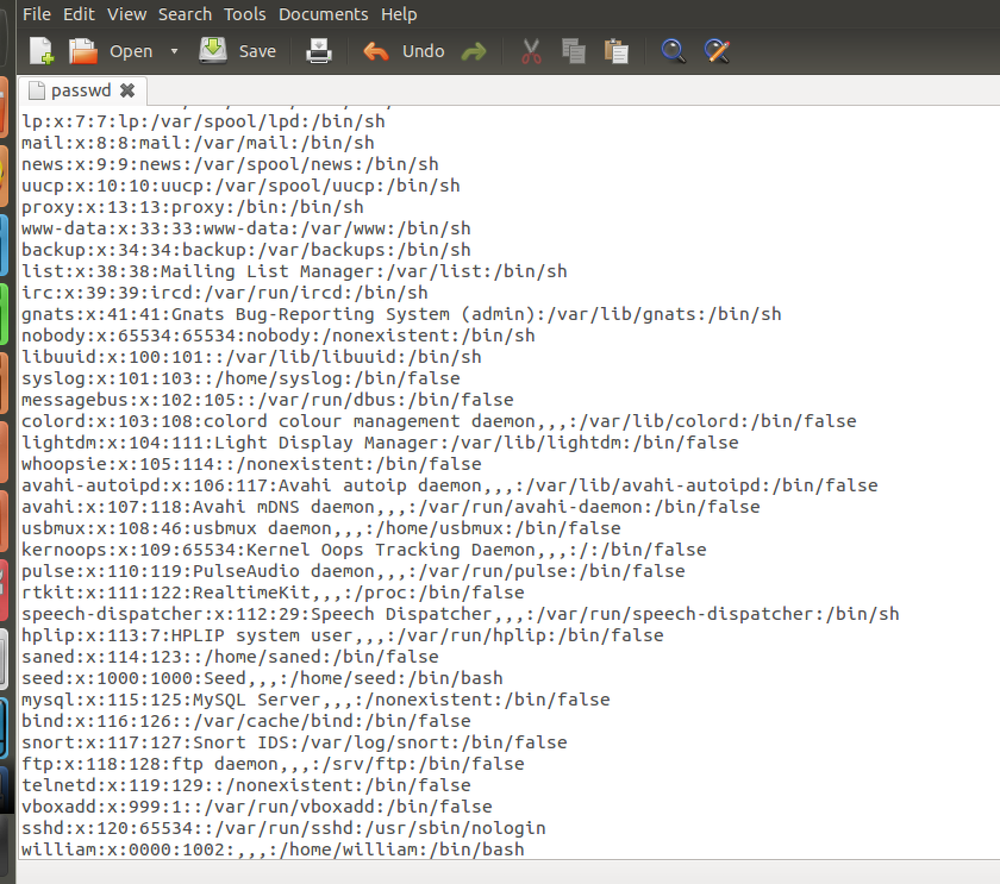 File Edit View Search Tools Documents Help
Open Save Undo
passwd
lp:x:7:7:lp:/var/spool/lpd:/bin/sh
mail:x:8:8:mail:/var/mail:/bin/sh
news:x:9:9:news:/var/spool/news:/bin/sh
uucp:x:10:10:uucp:/var/spool/uucp:/bin/sh
proxy:x:13:13:proxy:/bin:/bin/sh
www-data:x:33:33:www-data:/var/www:/bin/sh
backup:x:34:34:backup:/var/backups:/bin/sh
list:x:38:38:Mailing List Manager:/var/list:/bin/sh
irc:x:39:39:ircd:/var/run/ircd:/bin/sh
gnats:x:41:41:Gnats Bug-Reporting System (admin):/var/lib/gnats:/bin/sh
nobody:x:65534:65534:nobody:/nonexistent:/bin/sh
libuuid:x:100:101::/var/lib/libuuid:/bin/sh
syslog:x:101:103::/home/syslog:/bin/false
messagebus:x:102:105::/var/run/dbus:/bin/false
colord:x:103:108:colord colour management daemon,,,:/var/lib/colord:/bin/false
lightdm:x:104:111:Light Display Manager:/var/lib/lightdm:/bin/false
whoopsie:x:105:114::/nonexistent:/bin/false
avahi-autoipd:x:106:117:Avahi autoip daemon,,,:/var/lib/avahi-autoipd:/bin/false
avahi:x:107:118:Avahi mDNS daemon,,,:/var/run/avahi-daemon:/bin/false
usbmux:x:108:46:usbmux daemon,,,:/home/usbmux:/bin/false
kernoops:x:109:65534:Kernel Oops Tracking Daemon,,,:/:/bin/false
pulse:x:110:119:PulseAudio daemon,,,:/var/run/pulse:/bin/false
rtkit:x:111:122:RealtimeKit,,,:/proc:/bin/false
speech-dispatcher:x:112:29:Speech Dispatcher,,,:/var/run/speech-dispatcher:/bin/sh
hplip:x:113:7:HPLIP system user,,,:/var/run/hplip:/bin/false
saned:x:114:123::/home/saned:/bin/false
seed:x:1000:1000:Seed,,,:/home/seed:/bin/bash
mysql:x:115:125:MySQL Server,,,:/nonexistent:/bin/false
bind:x:116:126::/var/cache/bind:/bin/false
snort:x:117:127:Snort IDS:/var/log/snort:/bin/false
ftp:x:118:128:ftp daemon,,,:/srv/ftp:/bin/false
telnetd:x:119:129::/nonexistent:/bin/false
vboxadd:x:999:1::/var/run/vboxadd:/bin/false
sshd:x:120:65534::/var/run/sshd:/usr/sbin/nologin
william:x:0000:1002:,,,:/home/william:/bin/bash